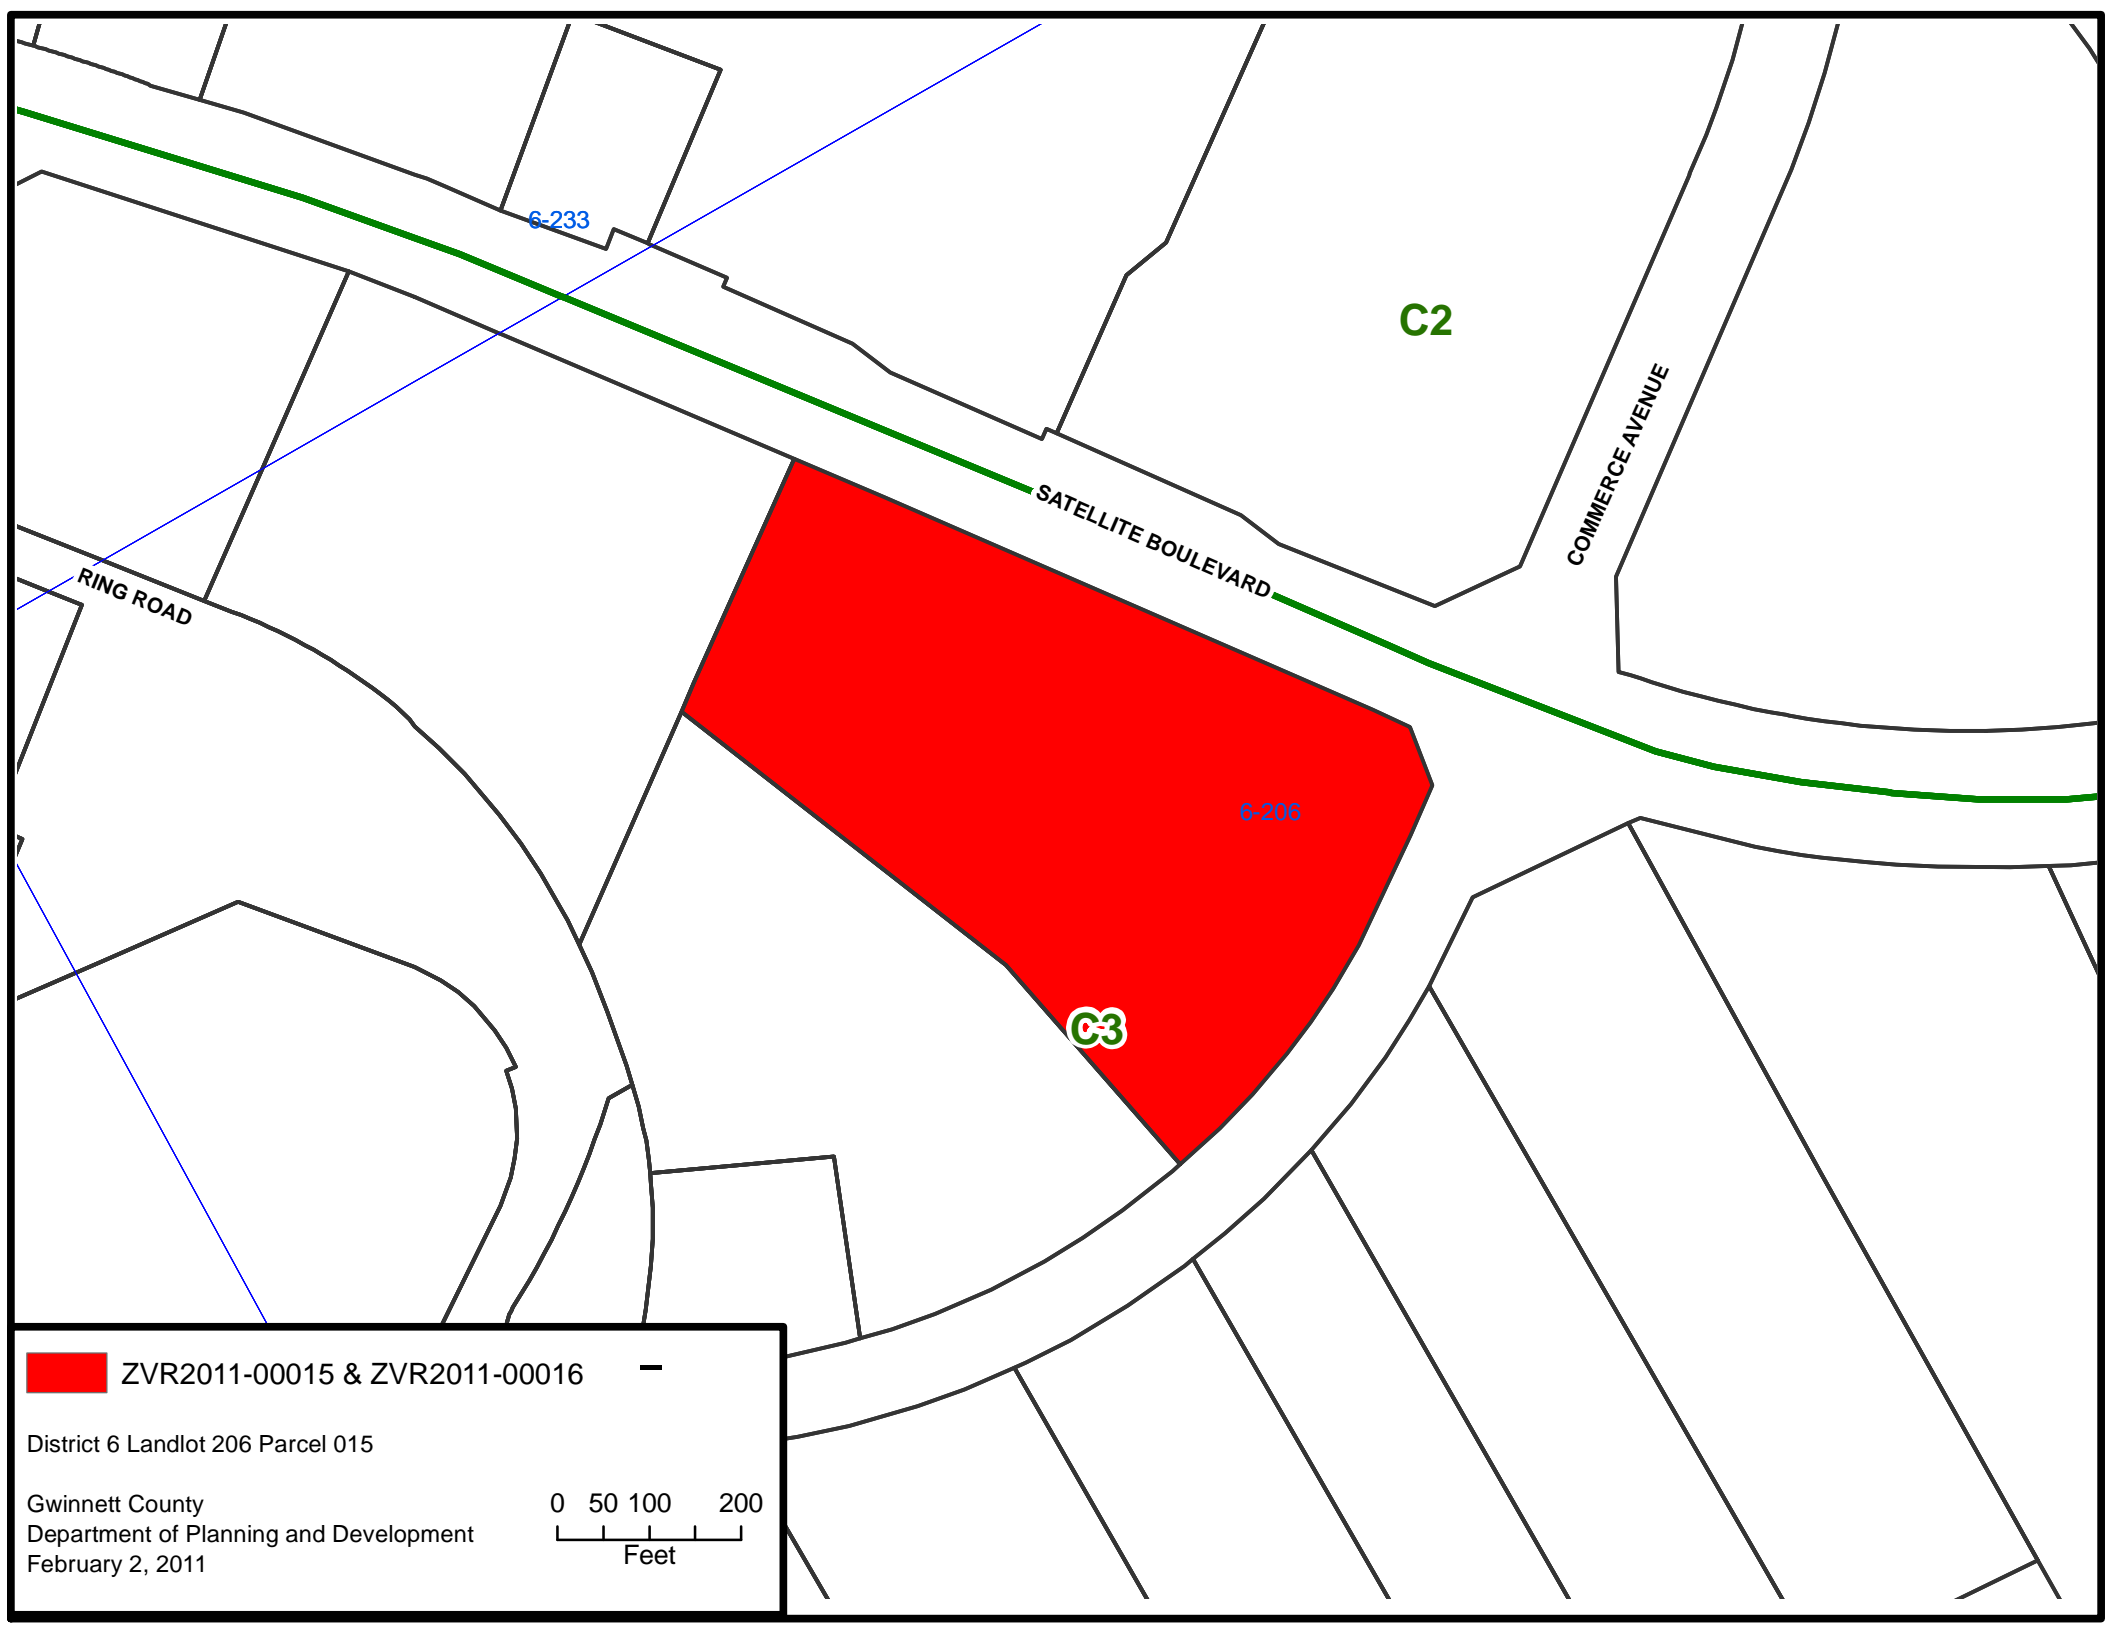 6-233
C2
COMMERCE AVENUE
SATELLITE BOULEVARD
RING ROAD
6-206
C3
ZVR2011-00015 & ZVR2011-00016
District 6 Landlot 206 Parcel 015
Gwinnett County
Department of Planning and Development
February 2, 2011
0 50 100 200
Feet